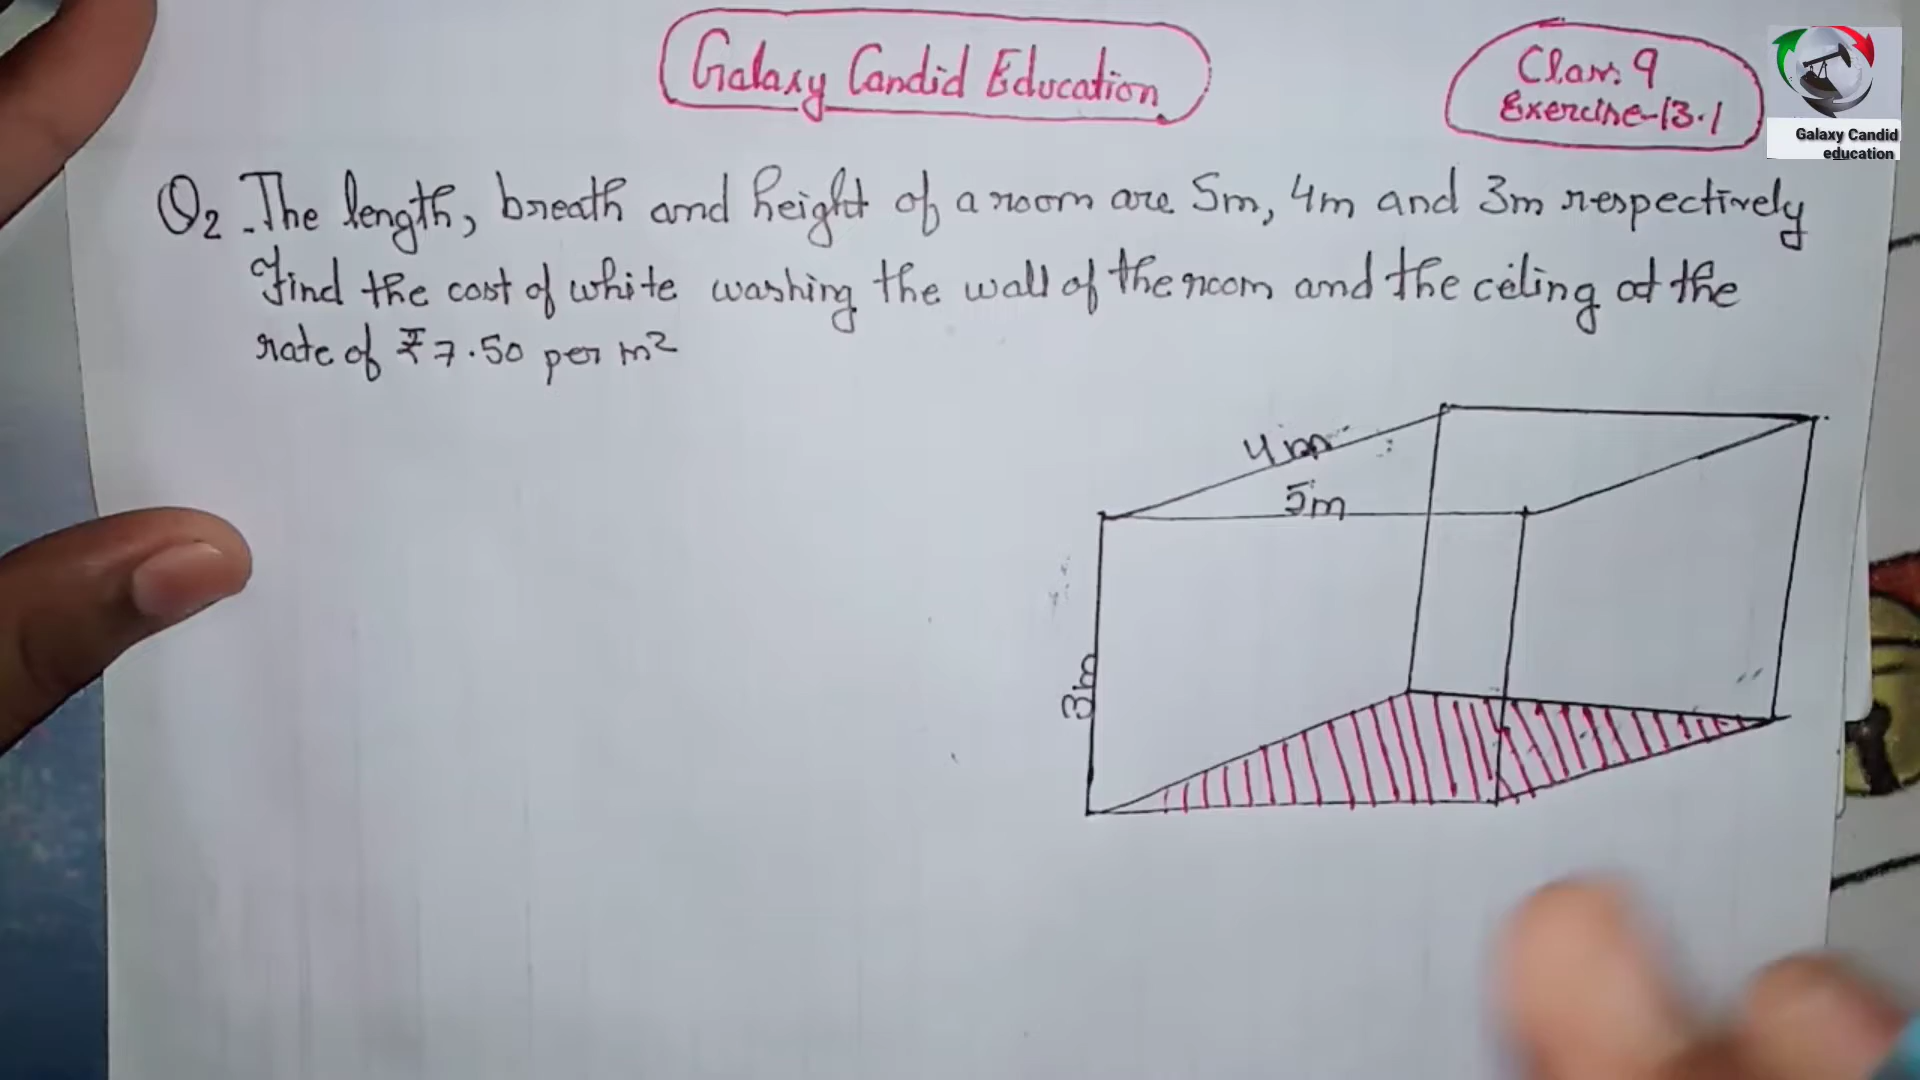 Galaxy Candid Education
Class. 9
Exercise-13.1
Galaxy Candid
education
Q2. The length, breath and height of a room are 5m, 4m and 3m respectively
Find the cost of white washing the wall of the room and the céling at the
rate of ₹7.50 per m²
4m
5m
3m